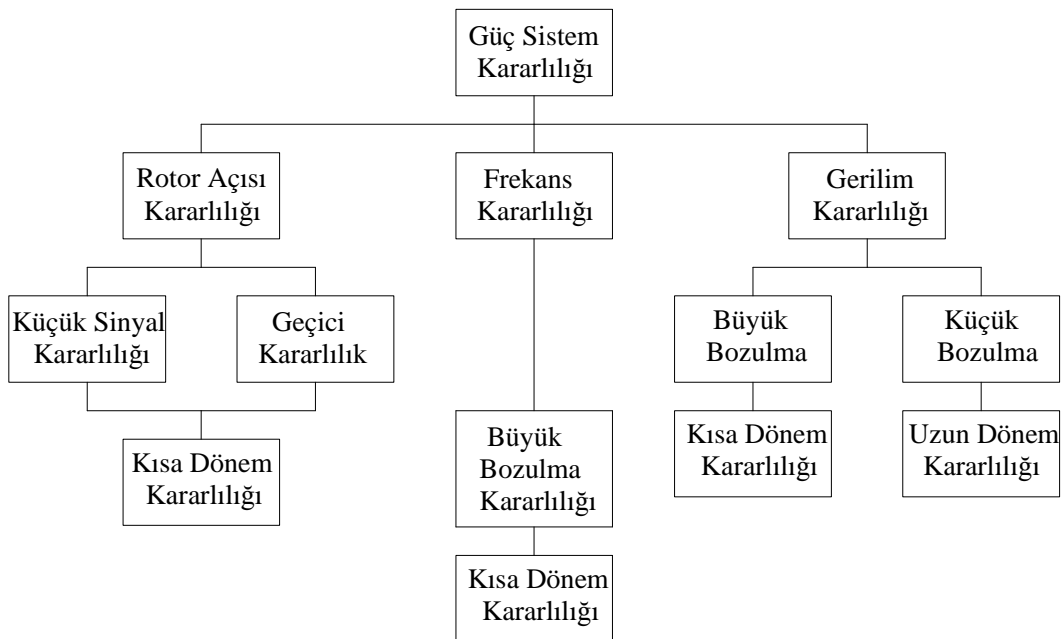 Güç Sistem
Kararlılığı
Rotor Açısı
Kararlılığı
Frekans
Kararlılığı
Gerilim
Kararlılığı
Küçük Sinyal
Kararlılığı
Geçici
Kararlılık
Büyük
Bozulma
Küçük
Bozulma
Kısa Dönem
Kararlılığı
Büyük
Bozulma
Kararlılığı
Kısa Dönem
Kararlılığı
Uzun Dönem
Kararlılığı
Kısa Dönem
Kararlılığı